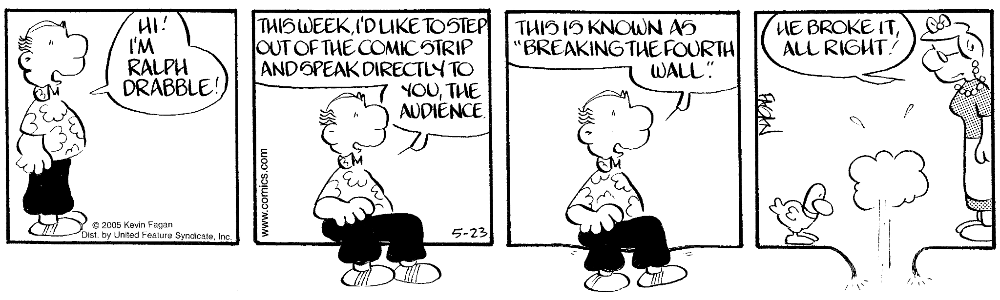 HI!
I'M
RALPH
DRABBLE!
© 2005 Kevin Fagan
Dist. by United Feature Syndicate, Inc.
THIS WEEK, I'D LIKE TO STEP
OUT OF THE COMIC STRIP
AND SPEAK DIRECTLY TO
YOU, THE
AUDIENCE.
www.comics.com
5-23
THIS IS KNOWN AS
"BREAKING THE FOURTH
WALL".
HE BROKE IT,
ALL RIGHT!
FAGAN